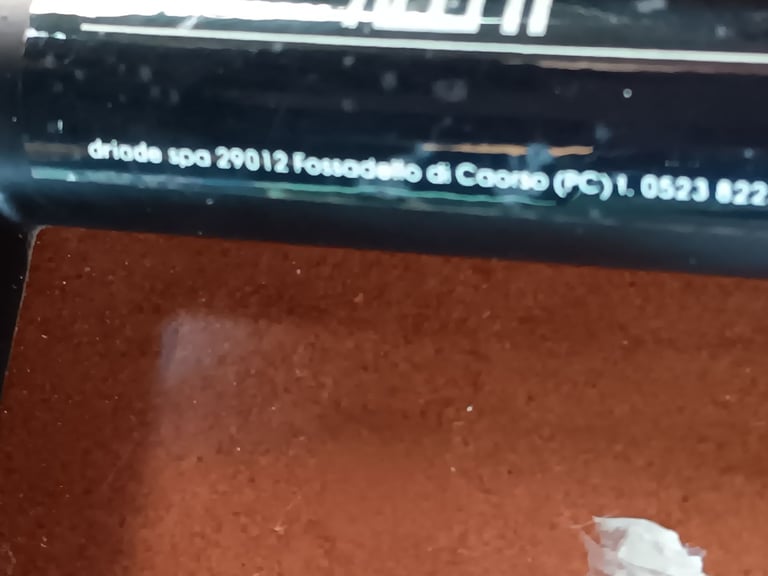 driade spa 29012 Fossadello di Caorso (PC) t. 0523 822